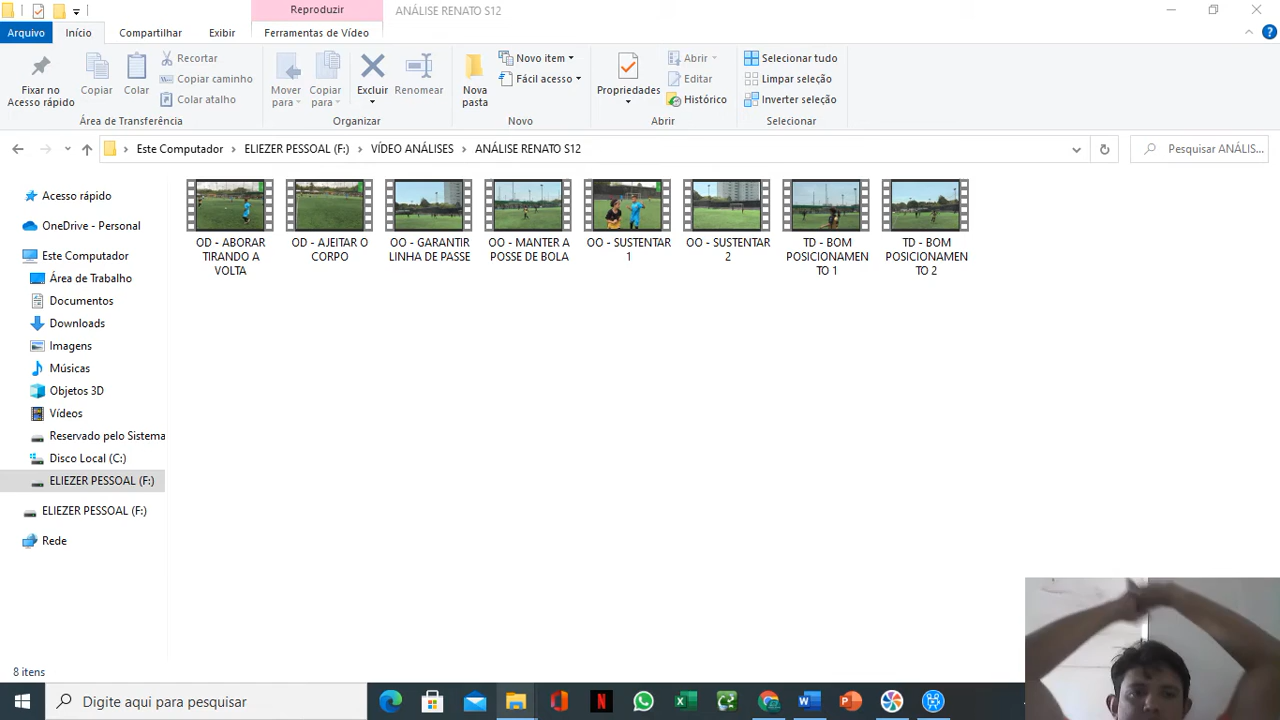 Reproduzir
ANÁLISE RENATO S12
Arquivo
Início
Compartilhar
Exibir
Ferramentas de Vídeo
Fixar no
Acesso rápido
Copiar
Colar
Recortar
Copiar caminho
Colar atalho
Área de Transferência
Mover
para
Copiar
para
Excluir
Renomear
Organizar
Nova
pasta
Novo item
Fácil acesso
Novo
Propriedades
Abrir
Editar
Histórico
Abrir
Selecionar tudo
Limpar seleção
Inverter seleção
Selecionar
Este Computador
ELIEZER PESSOAL (F:)
VÍDEO ANÁLISES
ANÁLISE RENATO S12
Pesquisar ANÁLIS...
Acesso rápido
OneDrive - Personal
Este Computador
Área de Trabalho
Documentos
Downloads
Imagens
Músicas
Objetos 3D
Vídeos
Reservado pelo Sistema
Disco Local (C:)
ELIEZER PESSOAL (F:)
ELIEZER PESSOAL (F:)
Rede
OD - ABORAR
TIRANDO A
VOLTA
OD - AJEITAR O
CORPO
OO - GARANTIR
LINHA DE PASSE
OO - MANTER A
POSSE DE BOLA
OO - SUSTENTAR
1
OO - SUSTENTAR
2
TD - BOM
POSICIONAMEN
TO 1
TD - BOM
POSICIONAMEN
TO 2
8 itens
Digite aqui para pesquisar